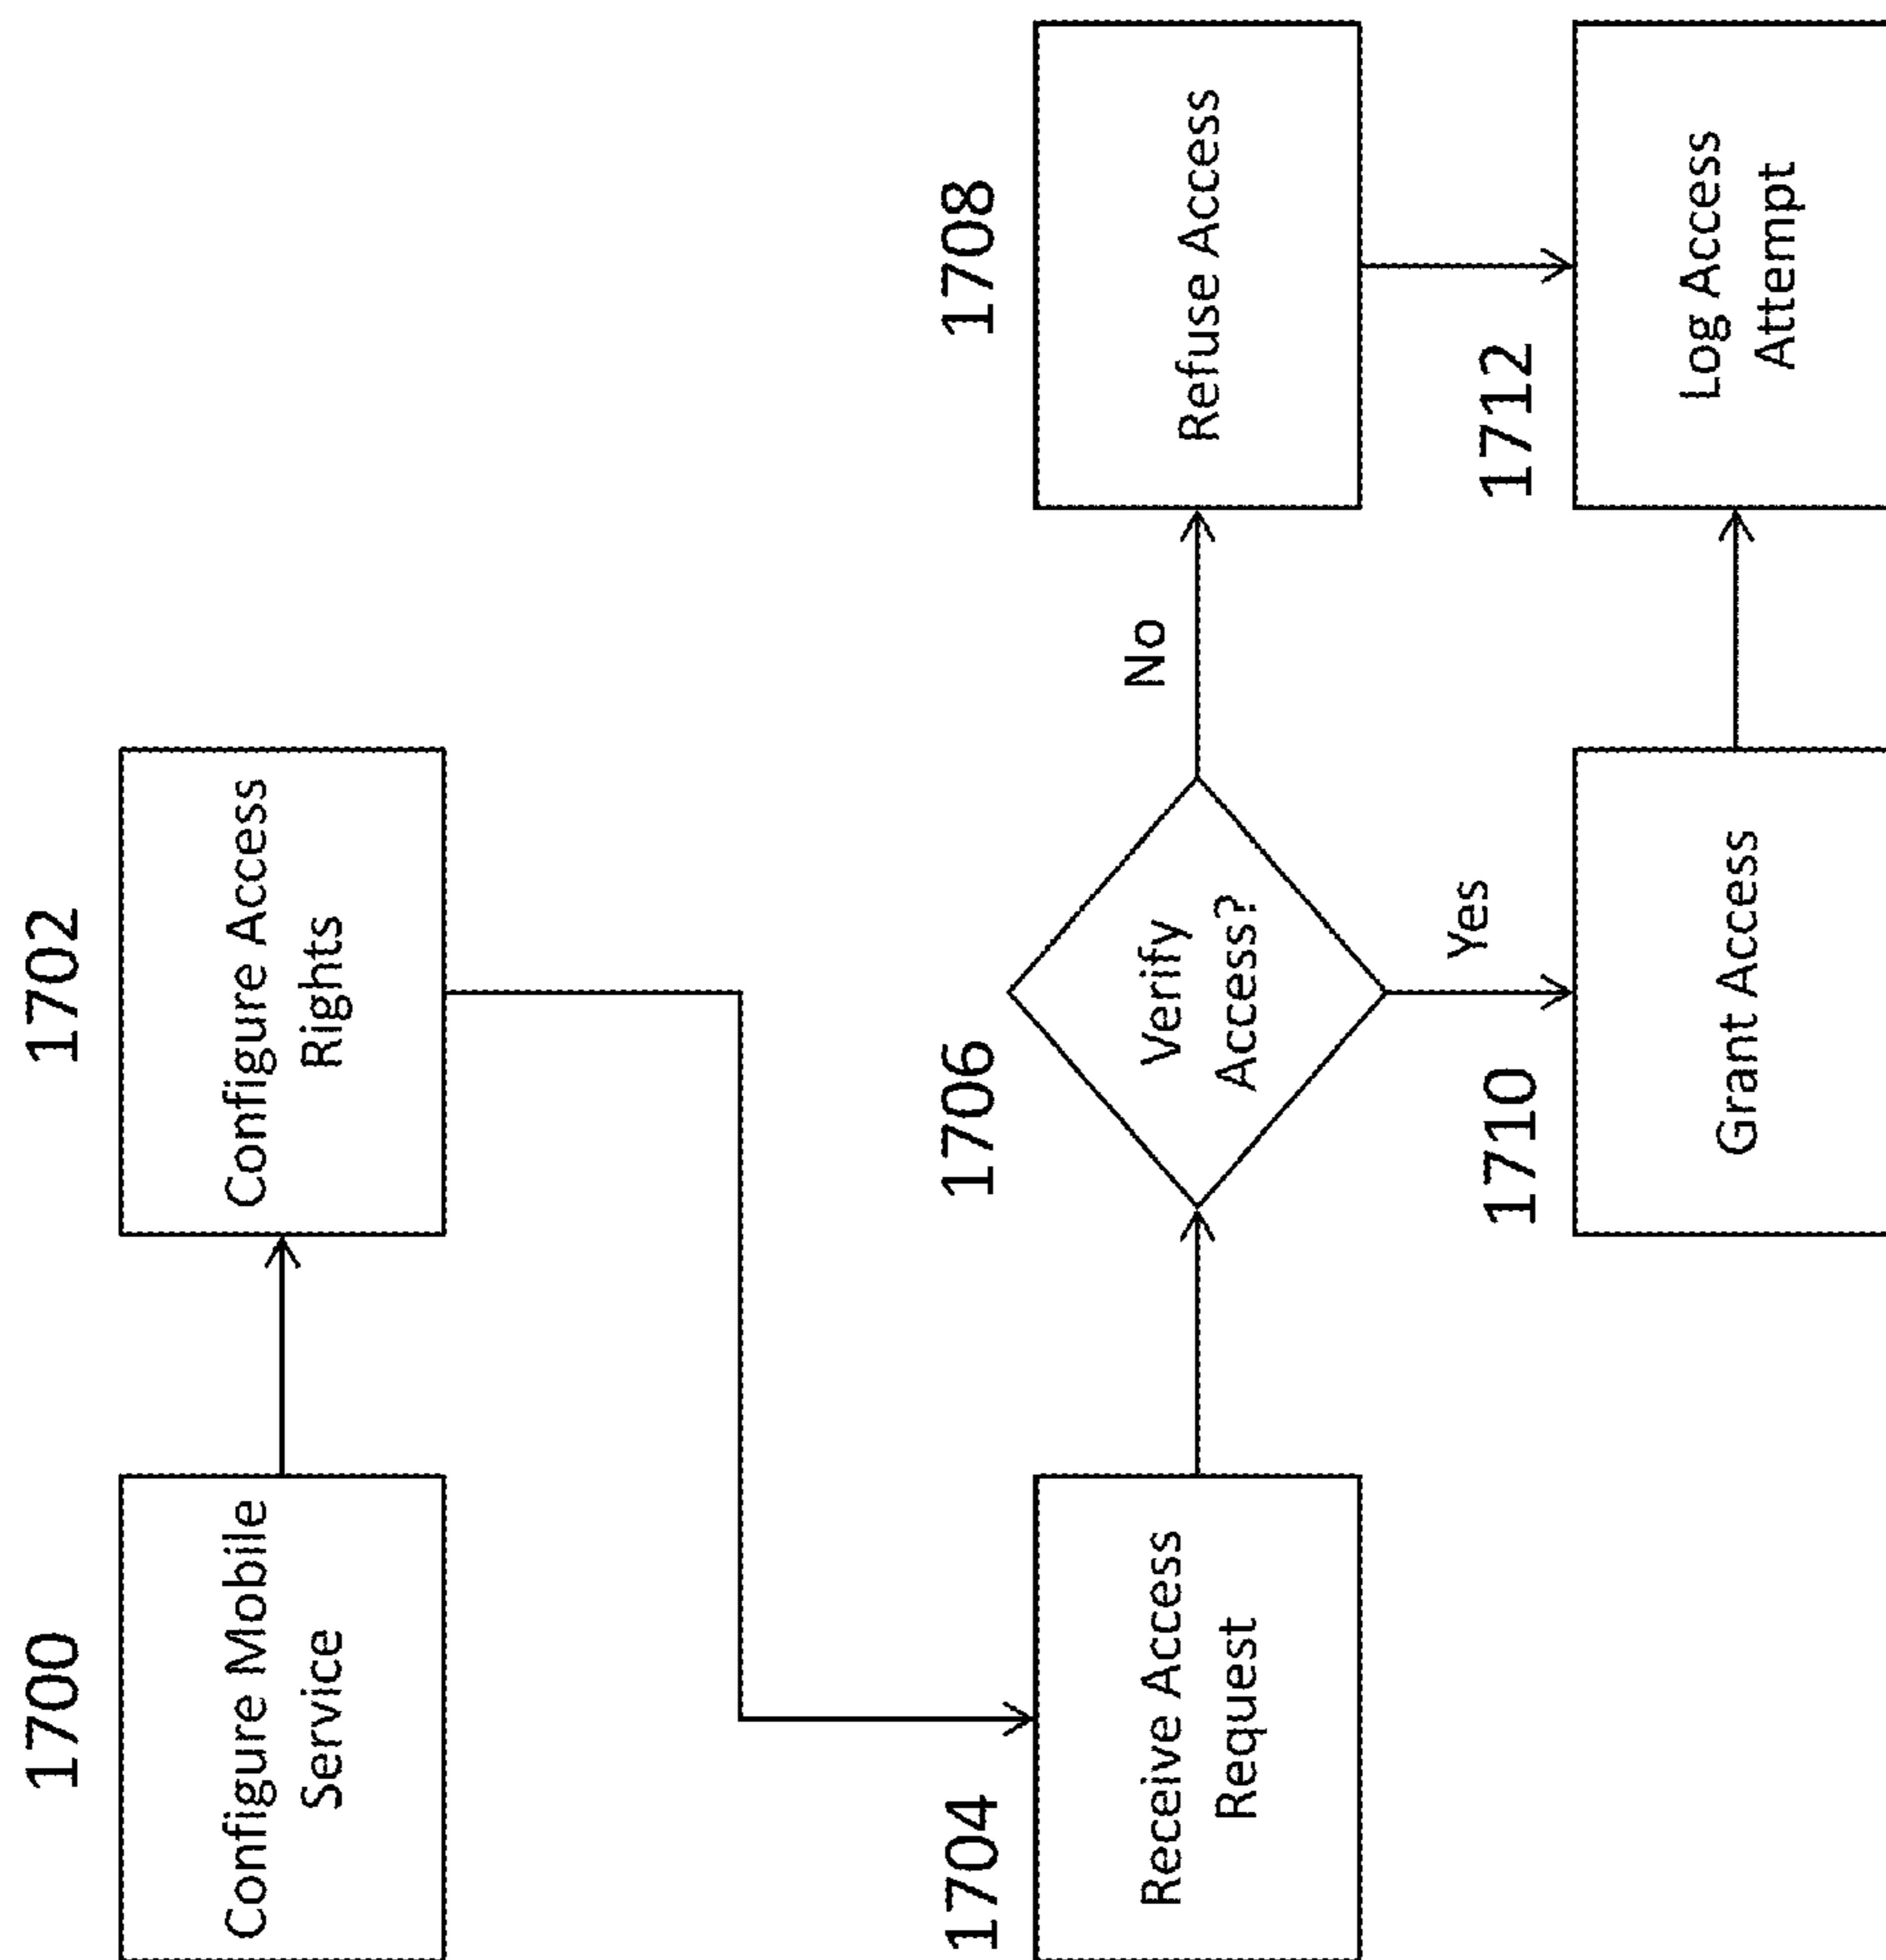 1700
Configure Mobile
Service
1702
Configure Access
Rights
1704
Receive Access
Request
1706
Verify
Access?
No
1708
Refuse Access
Yes
1710
Grant Access
1712
Log Access
Attempt